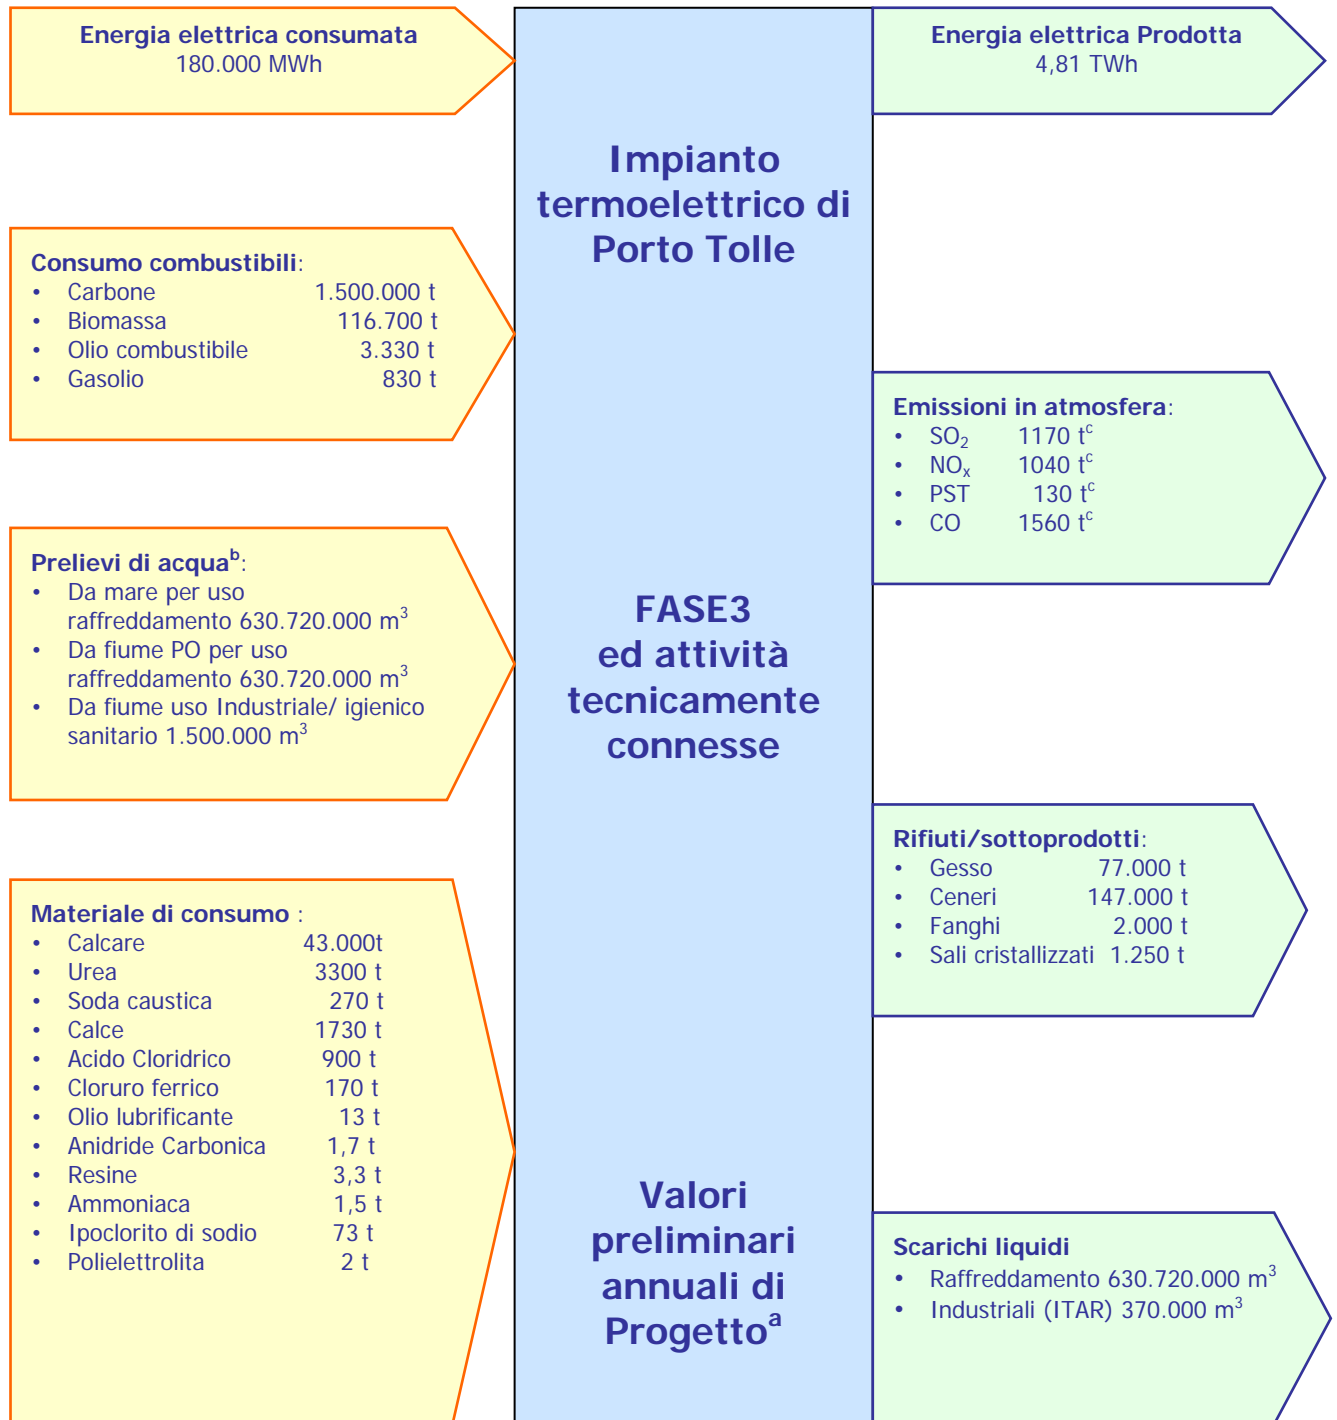 Energia elettrica consumata
180.000 MWh
Consumo combustibili:
• Carbone 1.500.000 t
• Biomassa 116.700 t
• Olio combustibile 3.330 t
• Gasolio 830 t
Prelievi di acqua^b:
• Da mare per uso
raffreddamento 630.720.000 m³
• Da fiume PO per uso
raffreddamento 630.720.000 m³
• Da fiume uso Industriale/ igienico
sanitario 1.500.000 m³
Materiale di consumo :
• Calcare 43.000t
• Urea 3300 t
• Soda caustica 270 t
• Calce 1730 t
• Acido Cloridrico 900 t
• Cloruro ferrico 170 t
• Olio lubrificante 13 t
• Anidride Carbonica 1,7 t
• Resine 3,3 t
• Ammoniaca 1,5 t
• Ipoclorito di sodio 73 t
• Polielettrolita 2 t
Impianto
termoelettrico di
Porto Tolle
FASE3
ed attività
tecnicamente
connesse
Valori
preliminari
annuali di
Progetto^a
Energia elettrica Prodotta
4,81 TWh
Emissioni in atmosfera:
• SO₂ 1170 t^c
• NOₓ 1040 t^c
• PST 130 t^c
• CO 1560 t^c
Rifiuti/sottoprodotti:
• Gesso 77.000 t
• Ceneri 147.000 t
• Fanghi 2.000 t
• Sali cristallizzati 1.250 t
Scarichi liquidi
• Raffreddamento 630.720.000 m³
• Industriali (ITAR) 370.000 m³